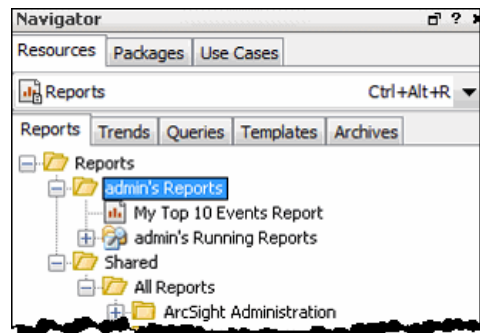 Navigator ?
Resources Packages Use Cases
Reports Ctrl+Alt+R
Reports Trends Queries Templates Archives
Reports
admin's Reports
My Top 10 Events Report
admin's Running Reports
Shared
All Reports
ArcSight Administration